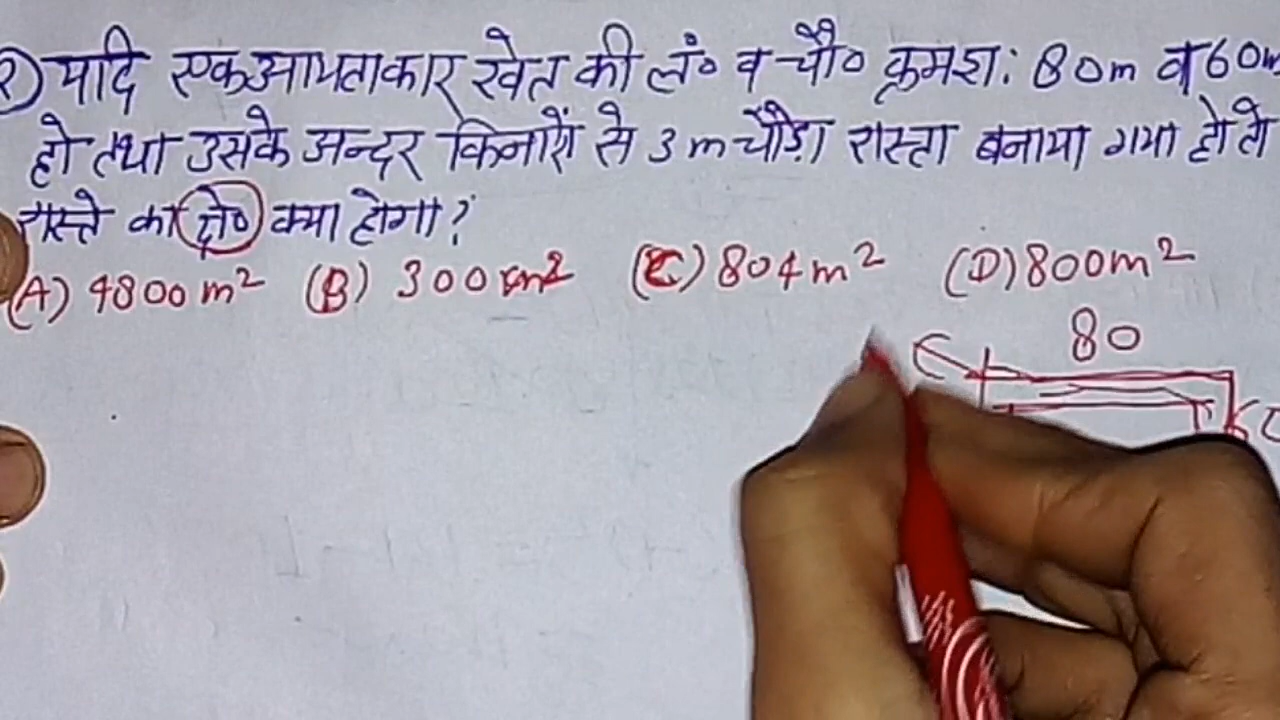 २) यदि एक आयताकार खेत की लं० व चौ० क्रमश: 80m व 60m
हो तथा उसके अन्दर किनारों से 3m चौड़ा रास्ता बनाया गया हो तो
रास्ते का क्षे० क्या होगा?
(A) 4800m² (B) 300m² (C) 804m² (D) 800m²
80